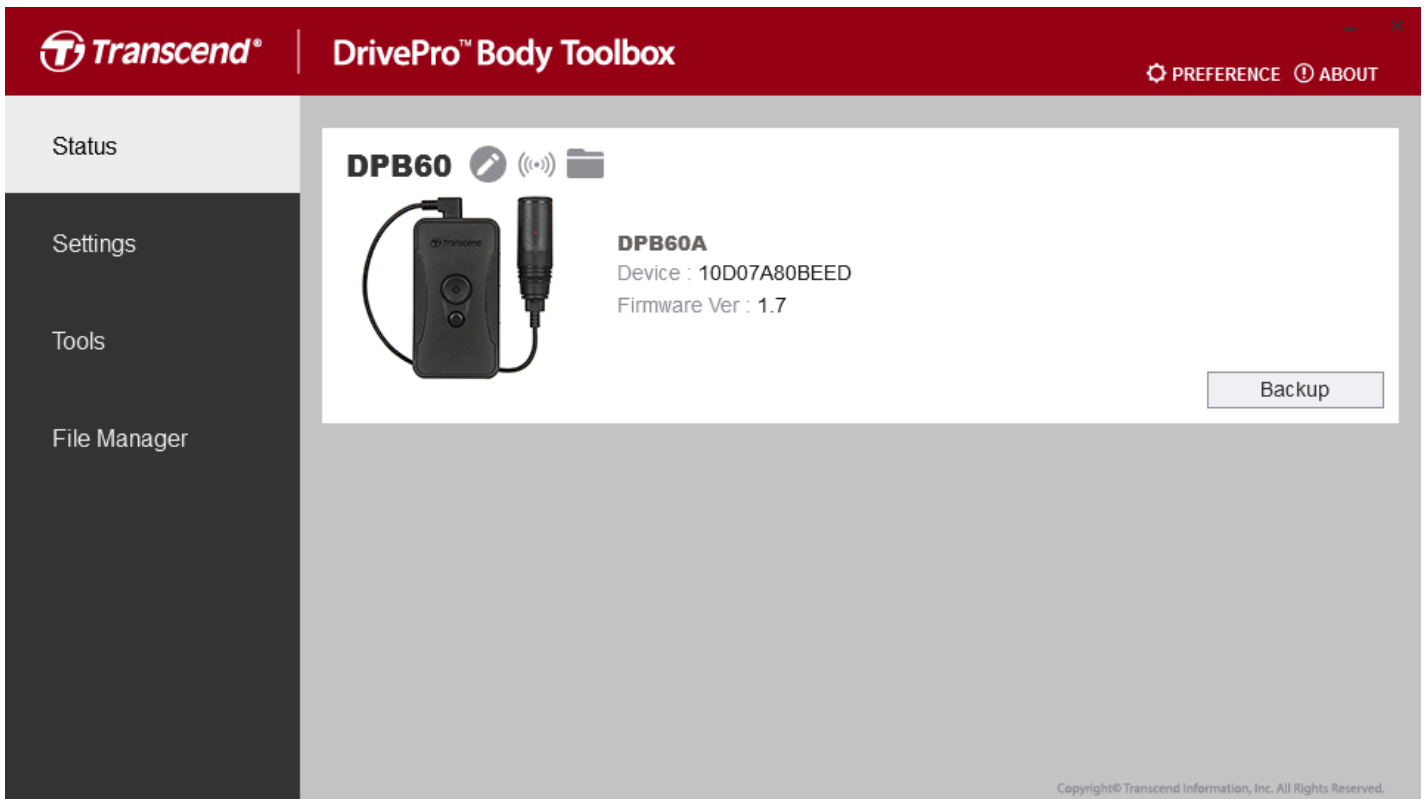 Transcend®
DrivePro™ Body Toolbox
PREFERENCE ABOUT
Status
Settings
Tools
File Manager
DPB60
Transcend
DPB60A
Device : 10D07A80BEED
Firmware Ver : 1.7
Backup
Copyright© Transcend Information, Inc. All Rights Reserved.